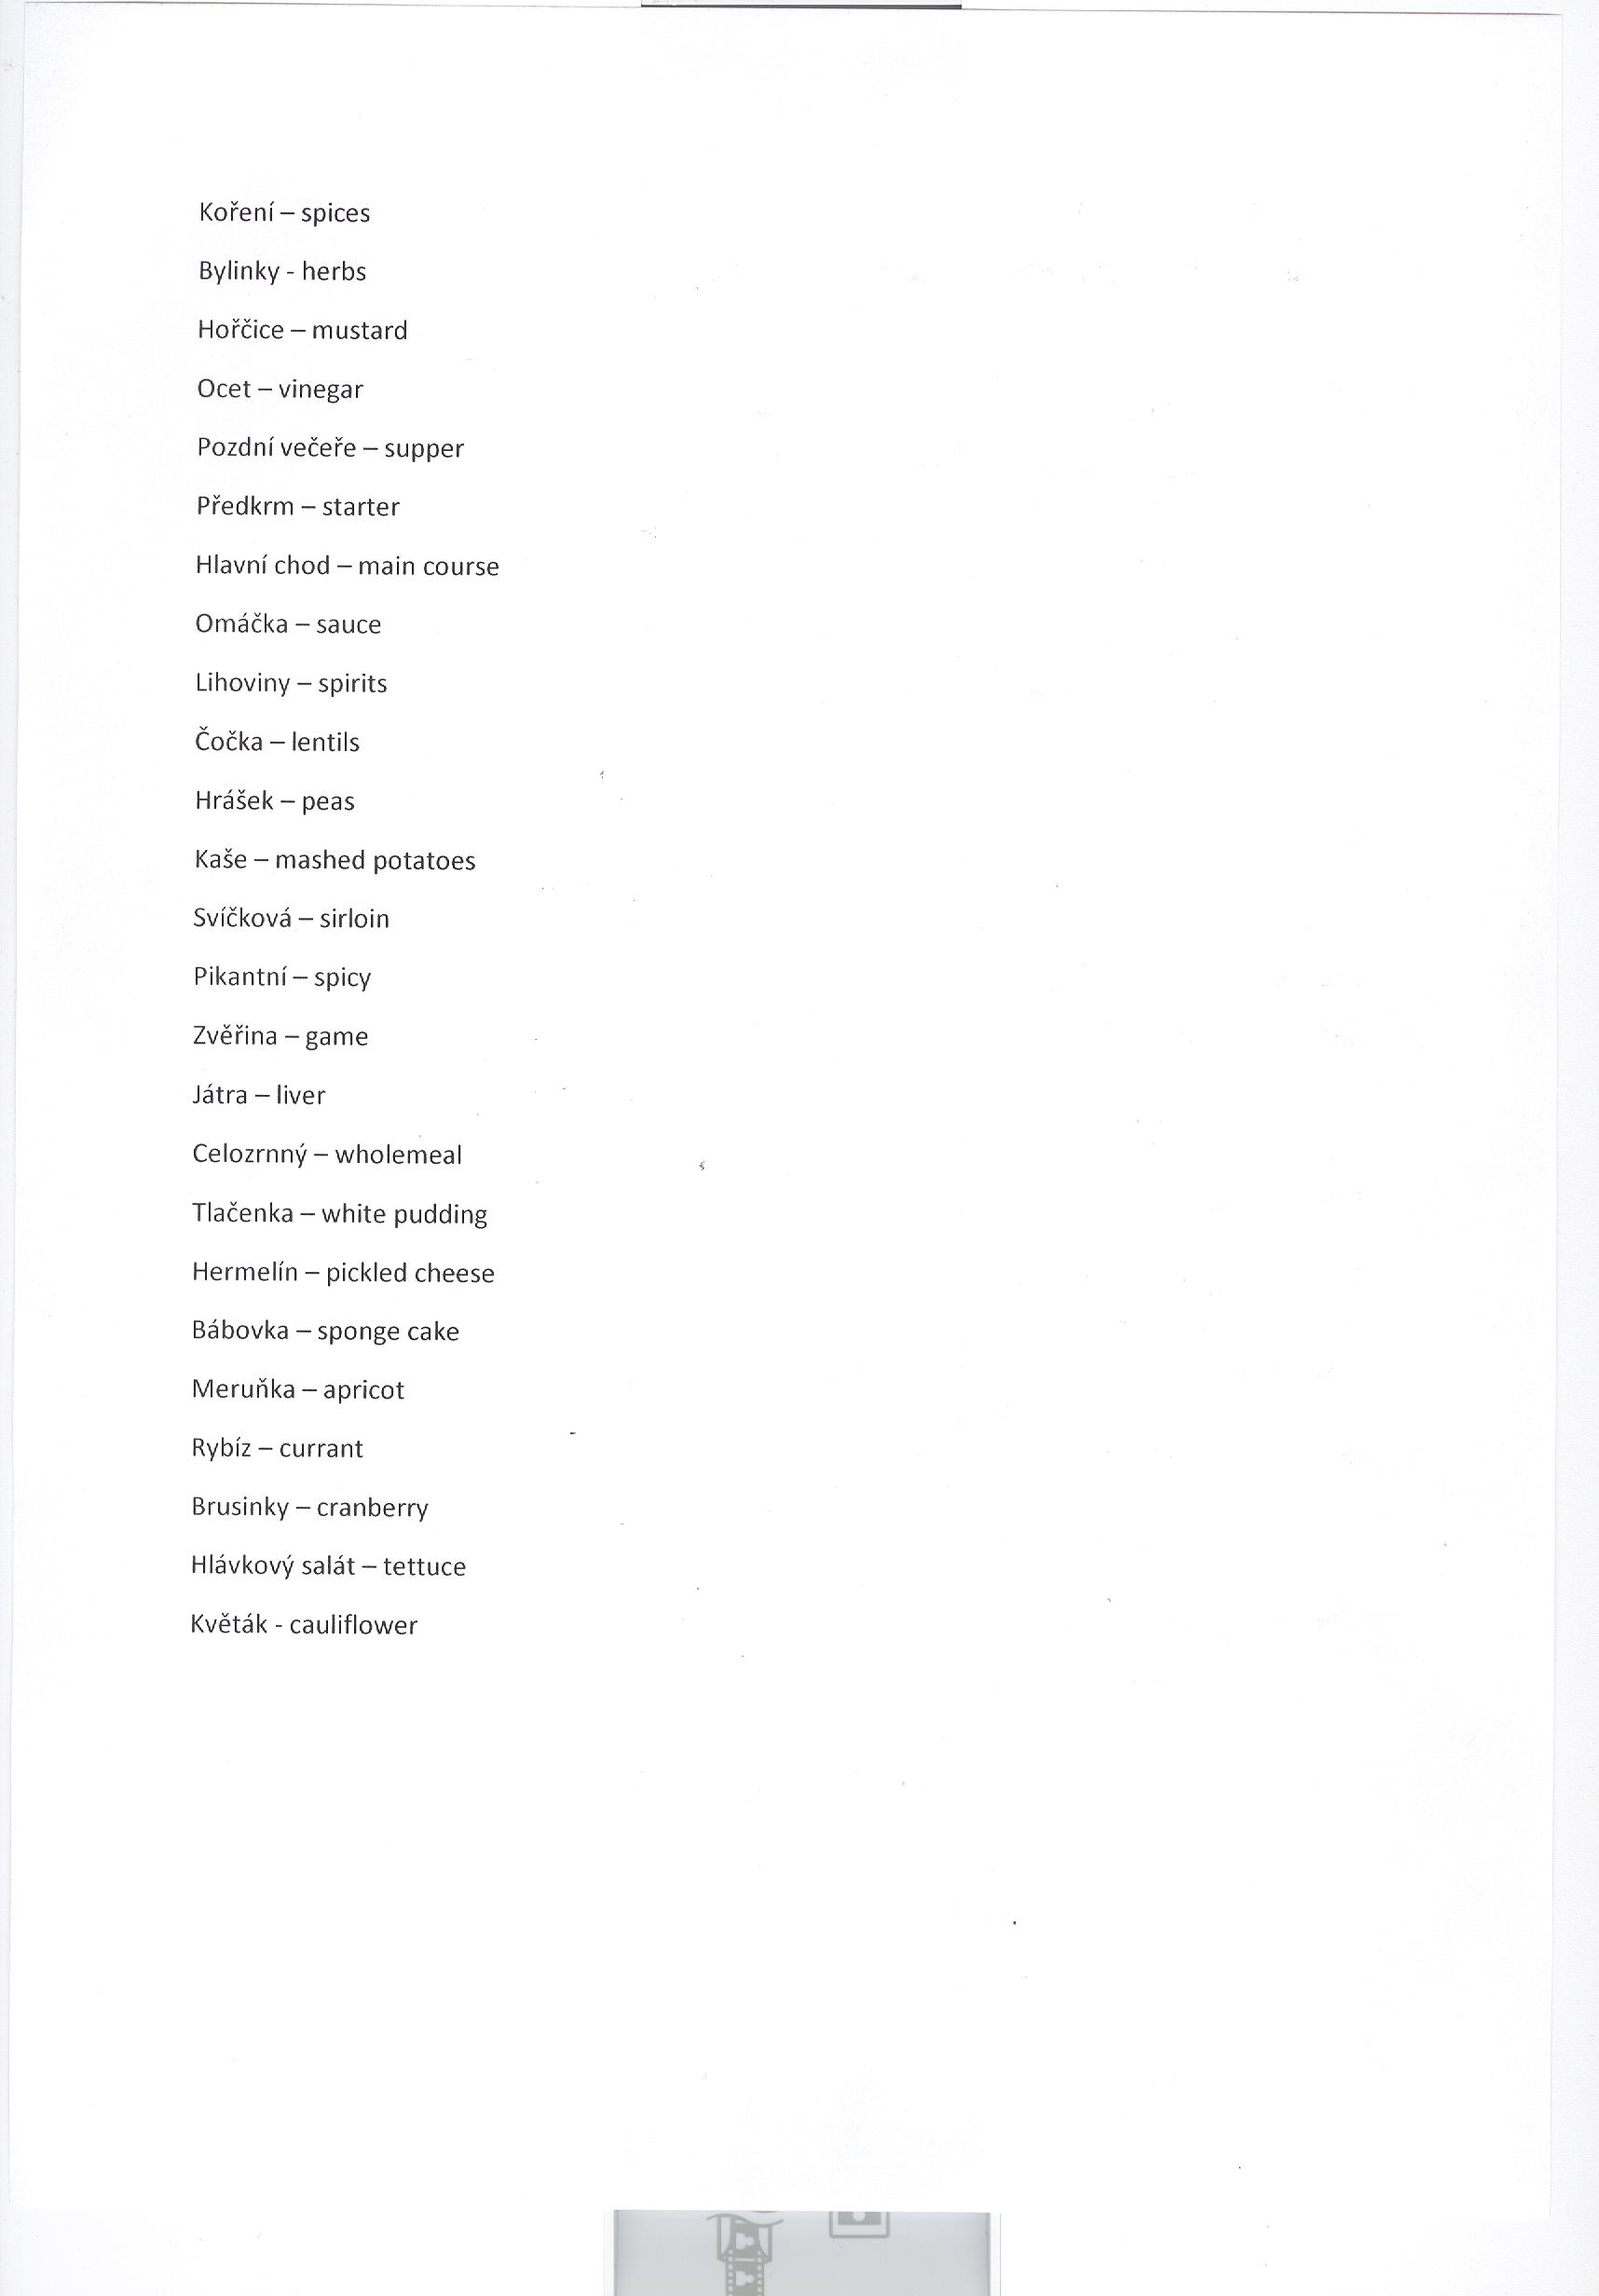 Koření – spices
Bylinky - herbs
Hořčice – mustard
Ocet – vinegar
Pozdní večeře – supper
Předkrm – starter
Hlavní chod – main course
Omáčka – sauce
Lihoviny – spirits
Čočka – lentils
Hrášek – peas
Kaše – mashed potatoes
Svíčková – sirloin
Pikantní – spicy
Zvěřina – game
Játra – liver
Celozrnný – wholemeal
Tlačenka – white pudding
Hermelín – pickled cheese
Bábovka – sponge cake
Meruňka – apricot
Rybíz – currant
Brusinky – cranberry
Hlávkový salát – tettuce
Květák - cauliflower